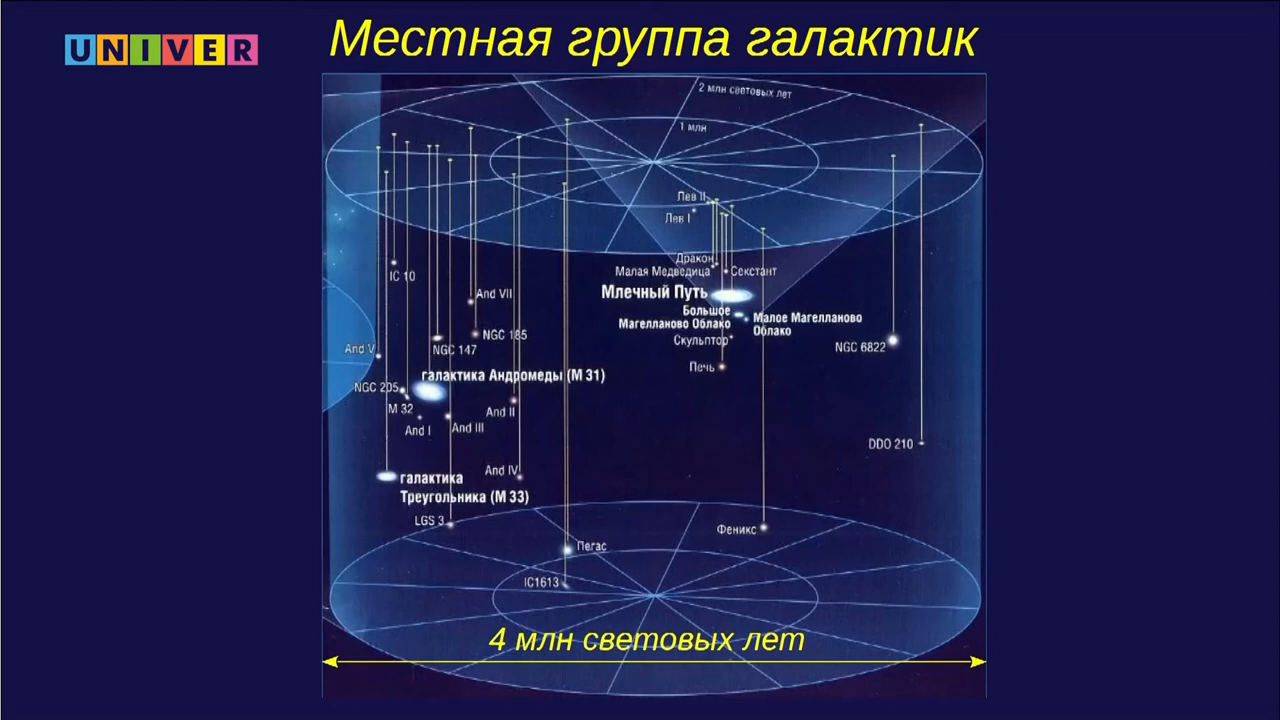 UNIVER
Местная группа галактик
2 млн световых лет
1 млн
Лев II
Лев I
Дракон
Малая Медведица
Секстант
Млечный Путь
Большое
Магелланово Облако
Малое Магелланово
Облако
Скульптор
Печь
NGC 6822
DDO 210
IC 10
And VII
NGC 185
NGC 147
And V
галактика Андромеды (М 31)
NGC 205
M 32
And I
And III
And II
And IV
галактика
Треугольника (М 33)
LGS 3
Пегас
Феникс
IC1613
4 млн световых лет